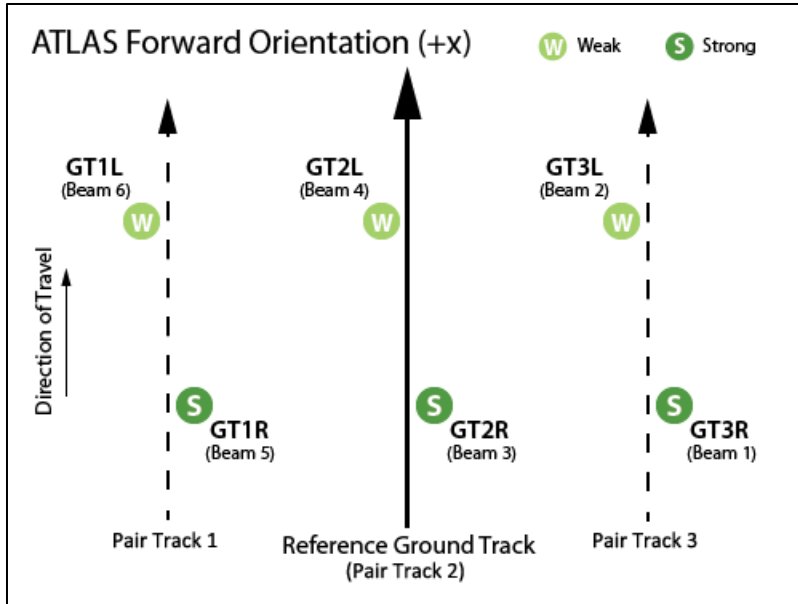 ATLAS Forward Orientation (+x)
W Weak
S Strong
GT1L
(Beam 6)
W
GT2L
(Beam 4)
W
GT3L
(Beam 2)
W
Direction of Travel
S
GT1R
(Beam 5)
S
GT2R
(Beam 3)
S
GT3R
(Beam 1)
Pair Track 1
Reference Ground Track
(Pair Track 2)
Pair Track 3